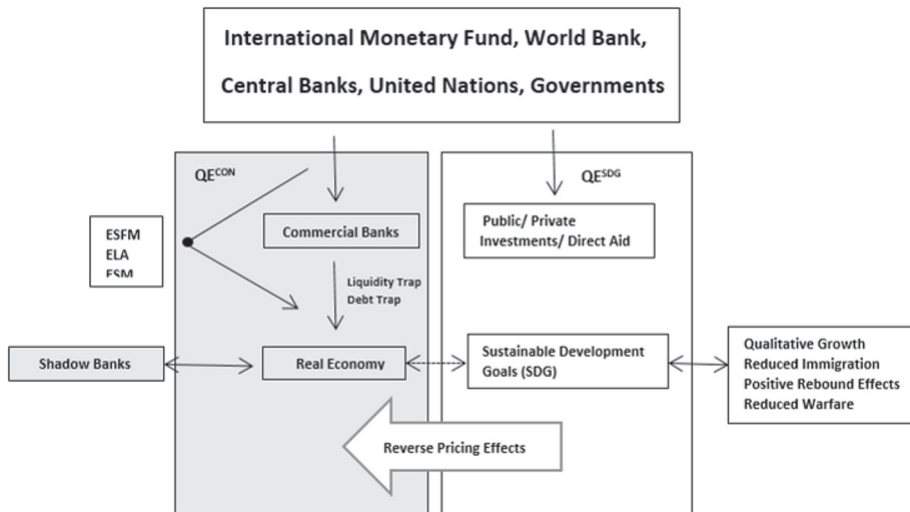 International Monetary Fund, World Bank,
Central Banks, United Nations, Governments
QE^CON
QE^SDG
ESFM
ELA
ESM
Commercial Banks
Public/ Private
Investments/ Direct Aid
Liquidity Trap
Debt Trap
Shadow Banks
Real Economy
Sustainable Development
Goals (SDG)
Qualitative Growth
Reduced Immigration
Positive Rebound Effects
Reduced Warfare
Reverse Pricing Effects